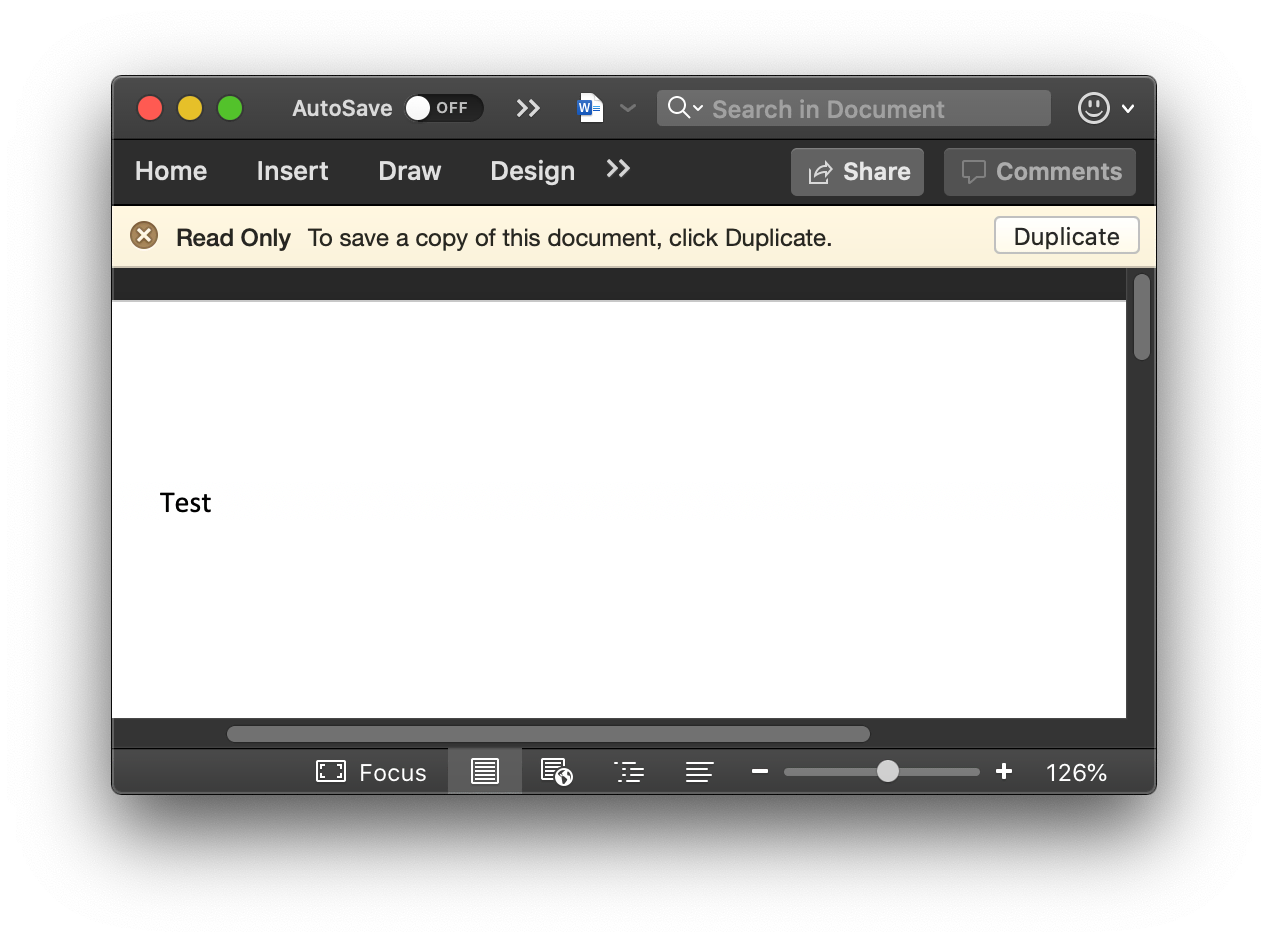 AutoSave OFF W Search in Document
Home Insert Draw Design Share Comments
Read Only To save a copy of this document, click Duplicate. Duplicate
Test
Focus 126%